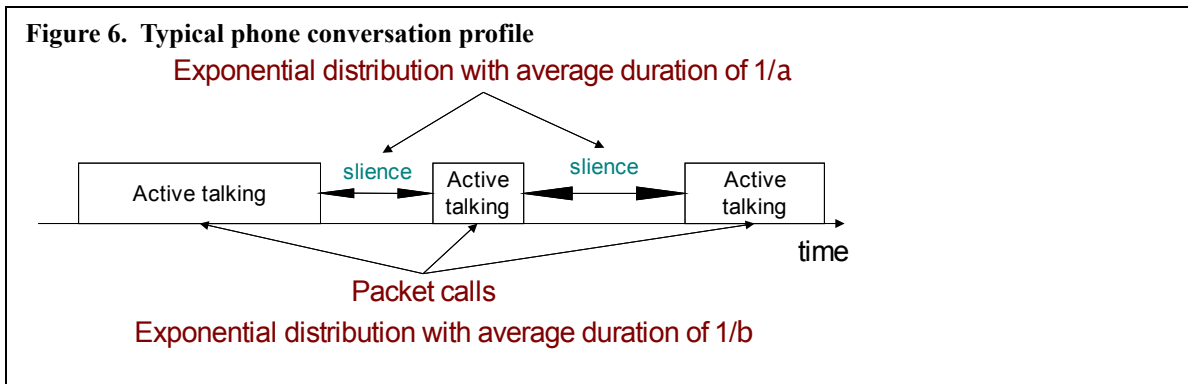 Figure 6. Typical phone conversation profile
Exponential distribution with average duration of 1/a
slience
slience
Active talking
Active
talking
Active
talking
time
Packet calls
Exponential distribution with average duration of 1/b